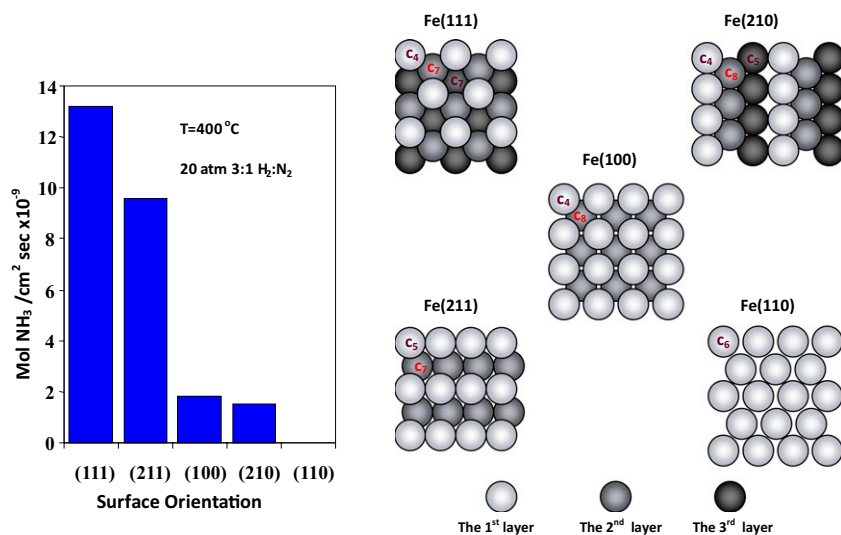 14
12
10
8
6
4
2
0
Mol NH₃ /cm² sec x10⁻⁹
T=400 °C
20 atm 3:1 H₂:N₂
(111) (211) (100) (210) (110)
Surface Orientation
Fe(111)
C₄
C₇
C₇
Fe(210)
C₄
C₈
C₅
Fe(100)
C₄
C₈
Fe(211)
C₅
C₇
Fe(110)
C₆
The 1ˢᵗ layer
The 2ⁿᵈ layer
The 3ʳᵈ layer